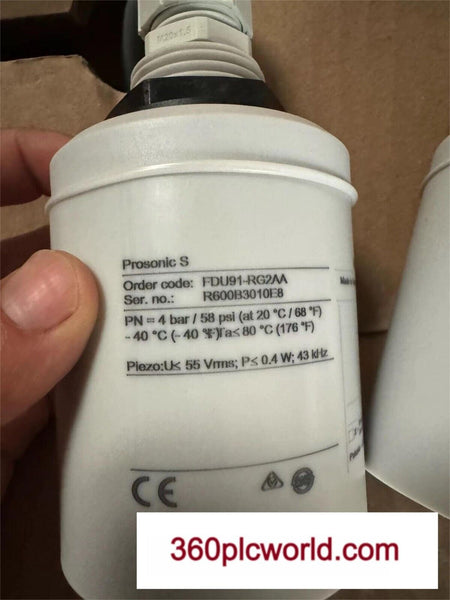 M20x1,5
Prosonic S
Order code: FDU91-RG2AA
Ser. no.: R600B3010E8
PN = 4 bar / 58 psi (at 20 °C / 68 °F)
- 40 °C (- 40 °F)≤Ta≤ 80 °C (176 °F)
Piezo:U≤ 55 Vrms; P≤ 0.4 W; 43 kHz
CE
360plcworld.com